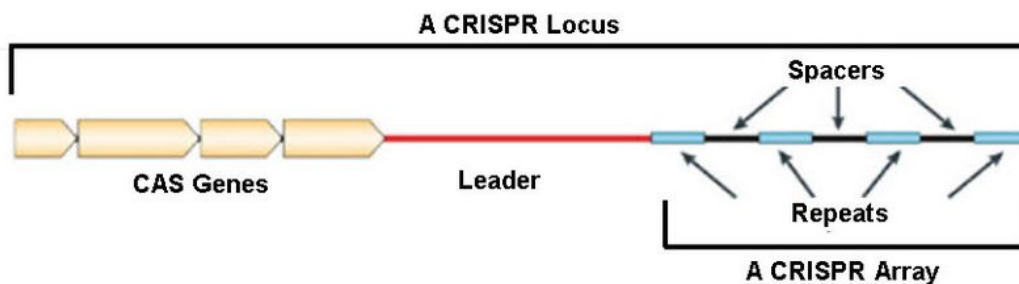 A CRISPR Locus
Spacers
CAS Genes
Leader
Repeats
A CRISPR Array